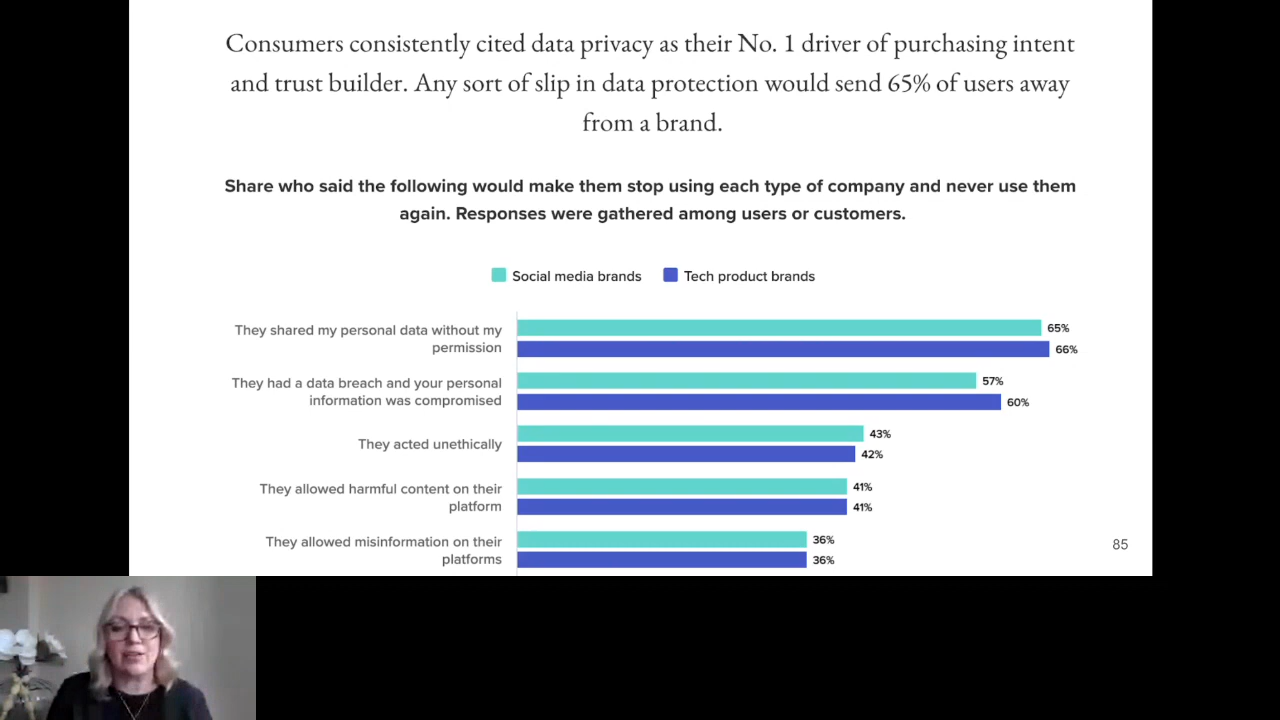 Consumers consistently cited data privacy as their No. 1 driver of purchasing intent
and trust builder. Any sort of slip in data protection would send 65% of users away
from a brand.
Share who said the following would make them stop using each type of company and never use them
again. Responses were gathered among users or customers.
Social media brands
Tech product brands
They shared my personal data without my
permission
65%
66%
They had a data breach and your personal
information was compromised
57%
60%
They acted unethically
43%
42%
They allowed harmful content on their
platform
41%
41%
They allowed misinformation on their
platforms
36%
36%
85